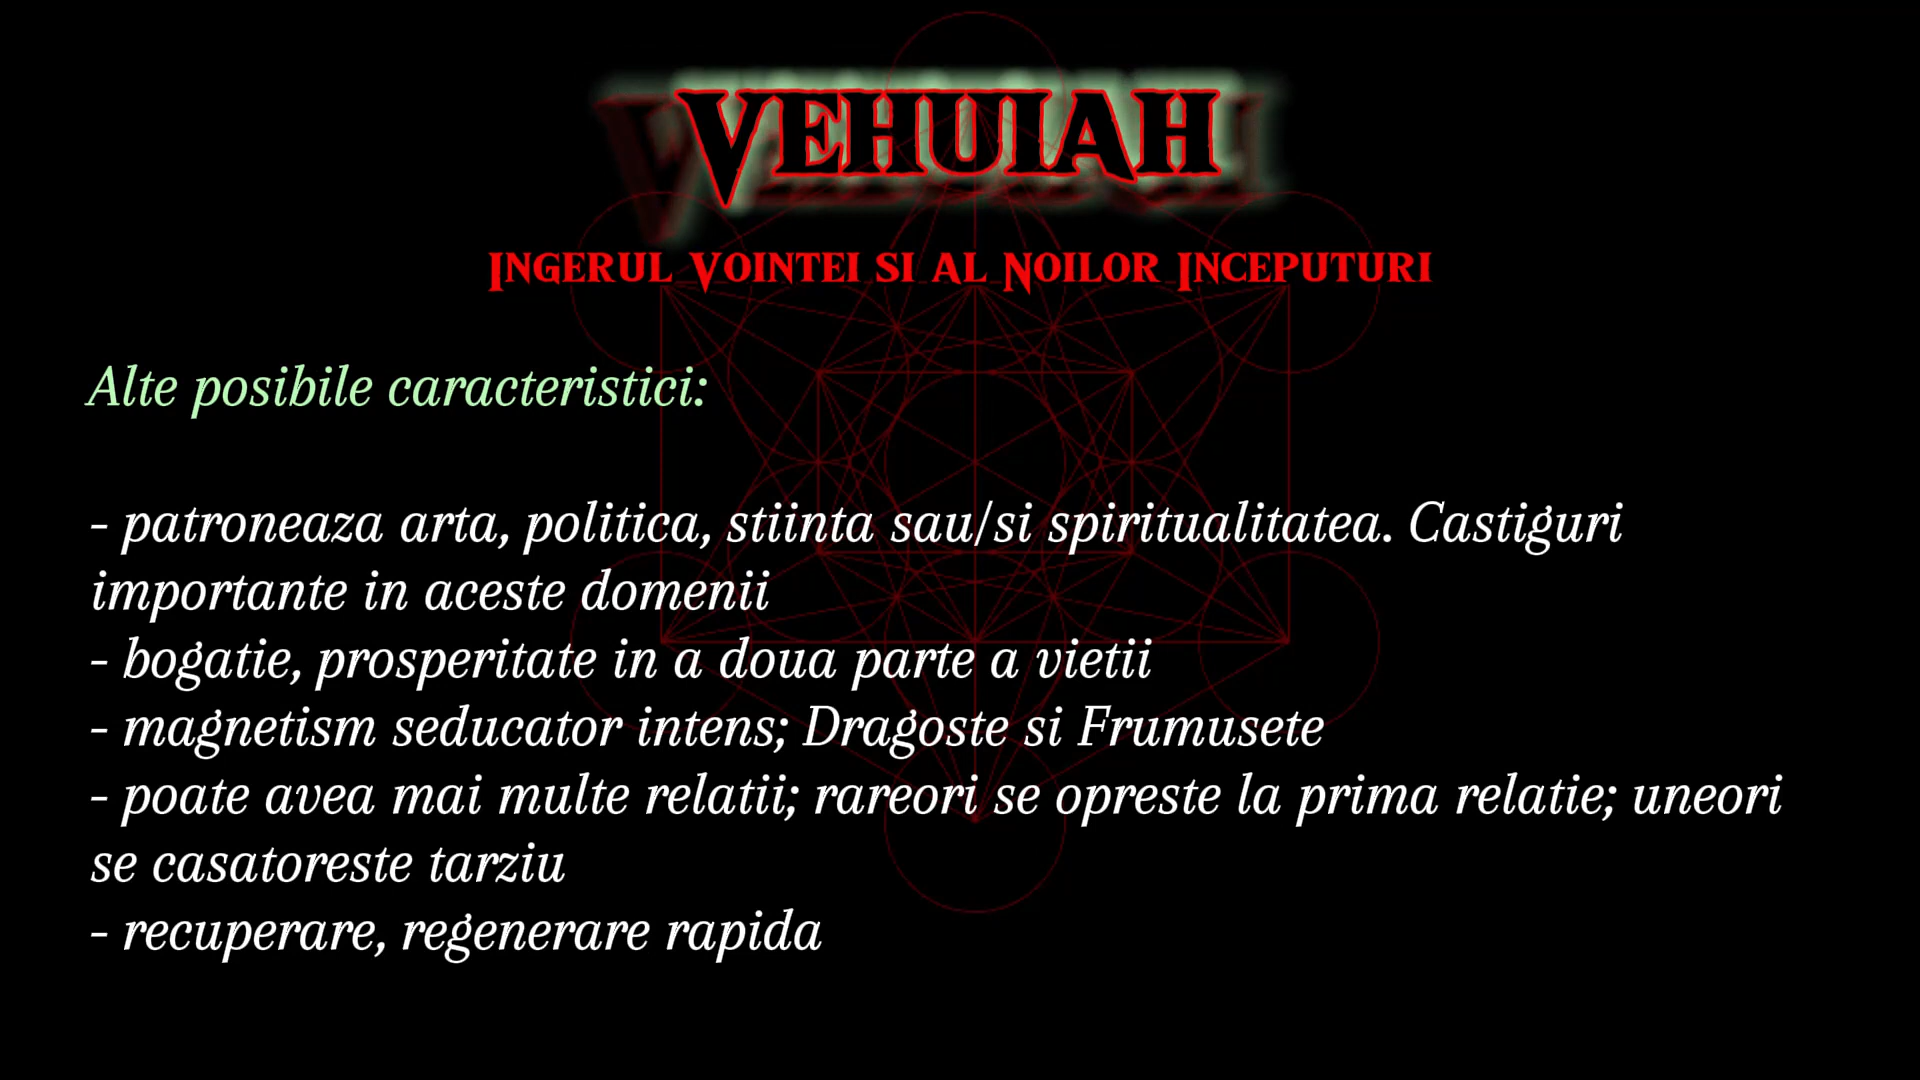 VEHUIAH
INGERUL VOINTEI SI AL NOILOR INCEPUTURI
Alte posibile caracteristici:
- patroneaza arta, politica, stiinta sau/si spiritualitatea. Castiguri
importante in aceste domenii
- bogatie, prosperitate in a doua parte a vietii
- magnetism seducator intens; Dragoste si Frumusete
- poate avea mai multe relatii; rareori se opreste la prima relatie; uneori
se casatoreste tarziu
- recuperare, regenerare rapida